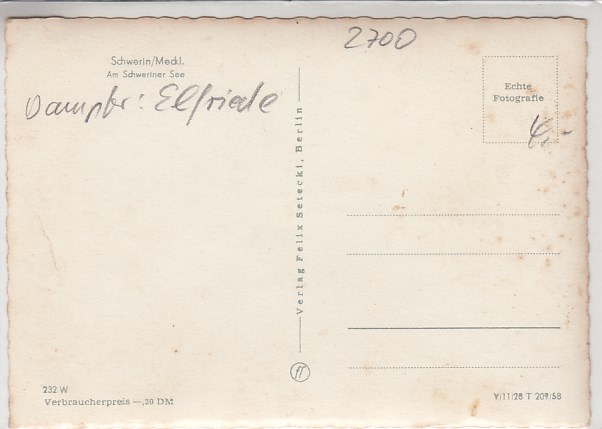 2700
Schwerin/Meckl.
Am Schweriner See
Dampfer: Elfriede
Echte
Fotografie
4,-
Verlag Felix Setecki, Berlin
232 W
Verbraucherpreis —,20 DM
V/11/28 T 209/58